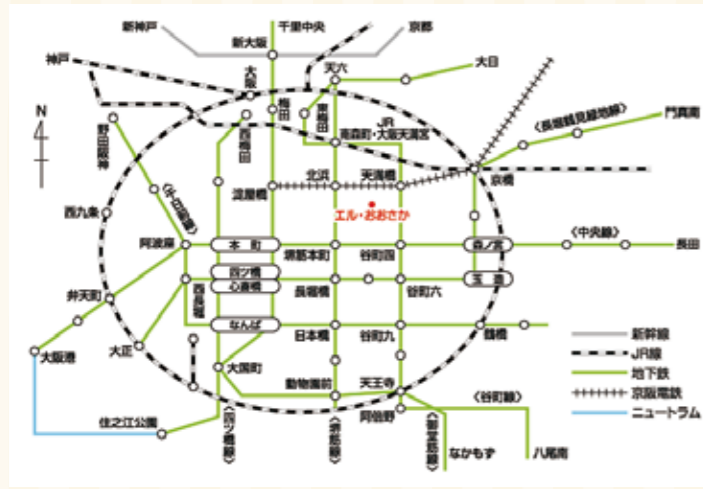 新神戸
千里中央
京都
新大阪
神戸
大阪
天六
大日
N
梅田
東梅田
JR
南森町・大阪天満宮
〈長堀鶴見緑地線〉
門真南
野田阪神
西梅田
淀屋橋
北浜
天満橋
京橋
エル・おおさか
西九条
〈千日前線〉
阿波座
本町
堺筋本町
谷町四
森ノ宮
〈中央線〉
長田
四ツ橋
心斎橋
西長堀
長堀橋
谷町六
玉造
弁天町
なんば
日本橋
谷町九
鶴橋
大阪港
大正
大国町
動物園前
天王寺
阿倍野
〈谷町線〉
住之江公園
〈四ツ橋線〉
〈堺筋線〉
〈御堂筋線〉
なかもず
八尾南
新幹線
JR線
地下鉄
京阪電鉄
ニュートラム